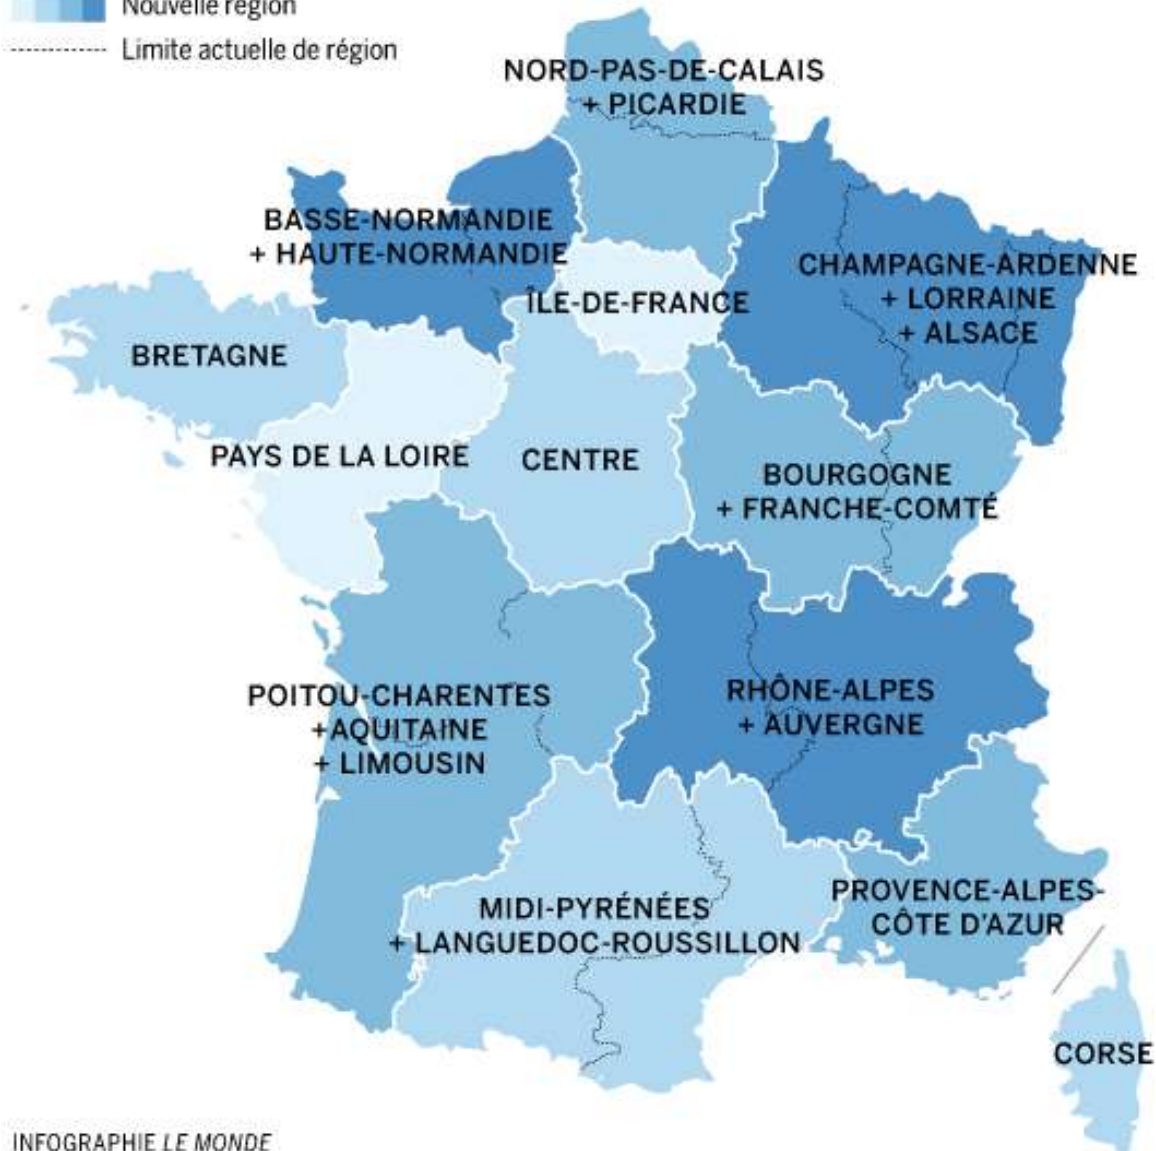 Nouvelle région
Limite actuelle de région
NORD-PAS-DE-CALAIS
+ PICARDIE
BASSE-NORMANDIE
+ HAUTE-NORMANDIE
CHAMPAGNE-ARDENNE
+ LORRAINE
+ ALSACE
ÎLE-DE-FRANCE
BRETAGNE
PAYS DE LA LOIRE
CENTRE
BOURGOGNE
+ FRANCHE-COMTÉ
POITOU-CHARENTES
+AQUITAINE
+ LIMOUSIN
RHÔNE-ALPES
+ AUVERGNE
MIDI-PYRÉNÉES
+ LANGUEDOC-ROUSSILLON
PROVENCE-ALPES-
CÔTE D'AZUR
CORSE
INFOGRAPHIE LE MONDE